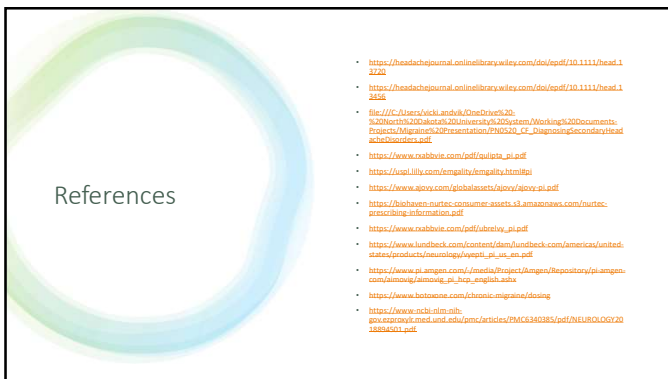 References
• https://headachejournal.onlinelibrary.wiley.com/doi/epdf/10.1111/head.1
3720
• https://headachejournal.onlinelibrary.wiley.com/doi/epdf/10.1111/head.1
3456
• file:///C:/Users/vicki.andvik/OneDrive%20-
%20North%20Dakota%20University%20System/Working%20Documents-
Projects/Migraine%20Presentation/PN0520_CF_DiagnosingSecondaryHead
acheDisorders.pdf
• https://www.rxabbvie.com/pdf/qulipta_pi.pdf
• https://uspl.lilly.com/emgality/emgality.html#pi
• https://www.ajovy.com/globalassets/ajovy/ajovy-pi.pdf
• https://biohaven-nurtec-consumer-assets.s3.amazonaws.com/nurtec-
prescribing-information.pdf
• https://www.rxabbvie.com/pdf/ubrelvy_pi.pdf
• https://www.lundbeck.com/content/dam/lundbeck-com/americas/united-
states/products/neurology/vyepti_pi_us_en.pdf
• https://www.pi.amgen.com/-/media/Project/Amgen/Repository/pi-amgen-
com/aimovig/aimovig_pi_hcp_english.ashx
• https://www.botoxone.com/chronic-migraine/dosing
• https://www-ncbi-nlm-nih-
gov.ezproxylr.med.und.edu/pmc/articles/PMC6340385/pdf/NEUROLOGY20
18894501.pdf